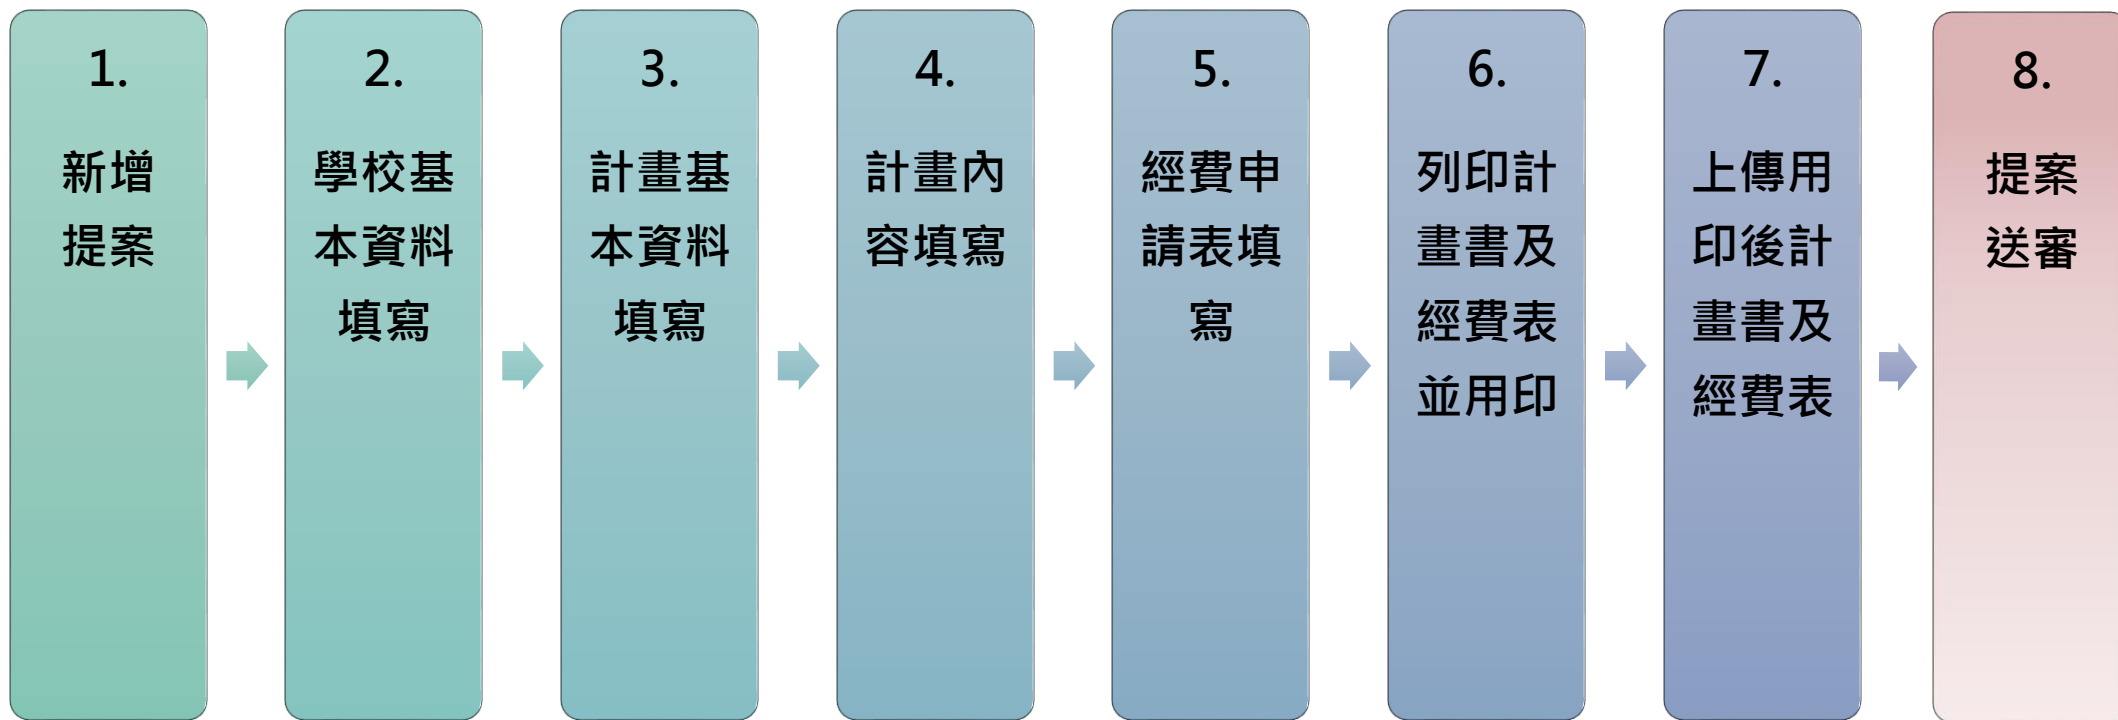 1.
新增
提案
2.
學校基
本資料
填寫
3.
計畫基
本資料
填寫
4.
計畫內
容填寫
5.
經費申
請表填
寫
6.
列印計
畫書及
經費表
並用印
7.
上傳用
印後計
畫書及
經費表
8.
提案
送審